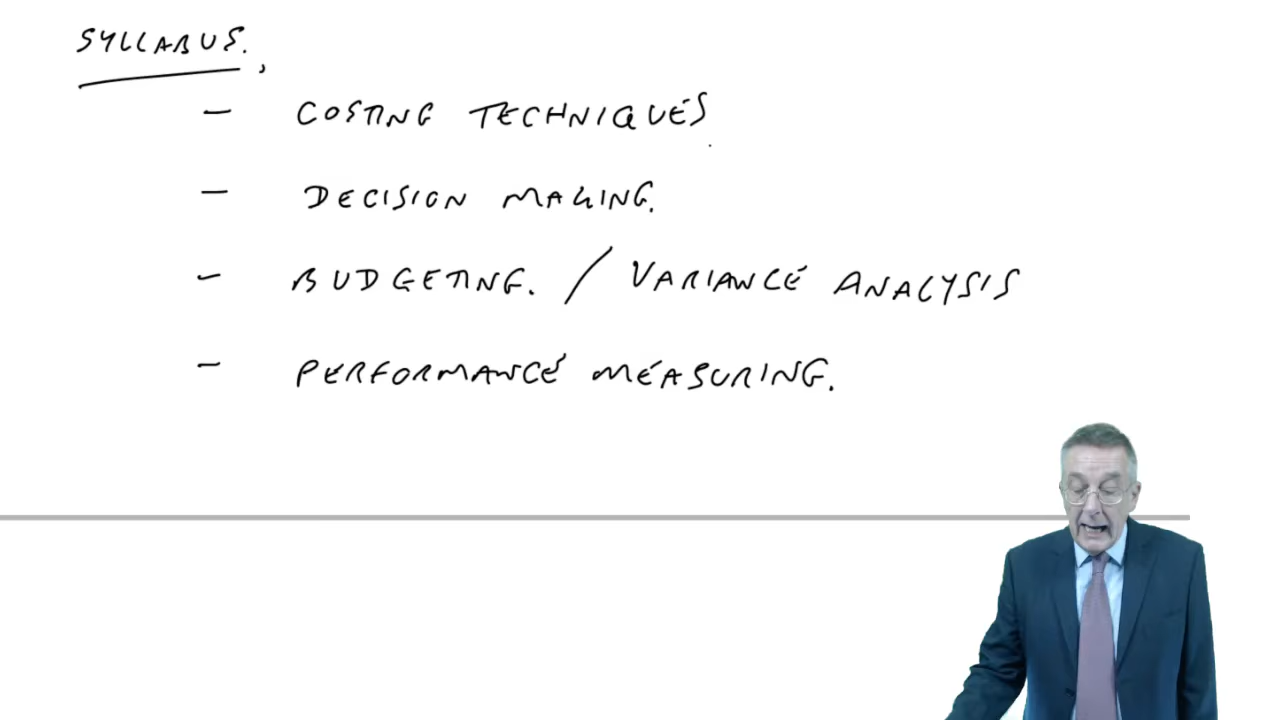 SYLLABUS.
- COSTING TECHNIQUES
- DECISION MAKING.
- BUDGETING. / VARIANCE ANALYSIS
- PERFORMANCE MEASURING.